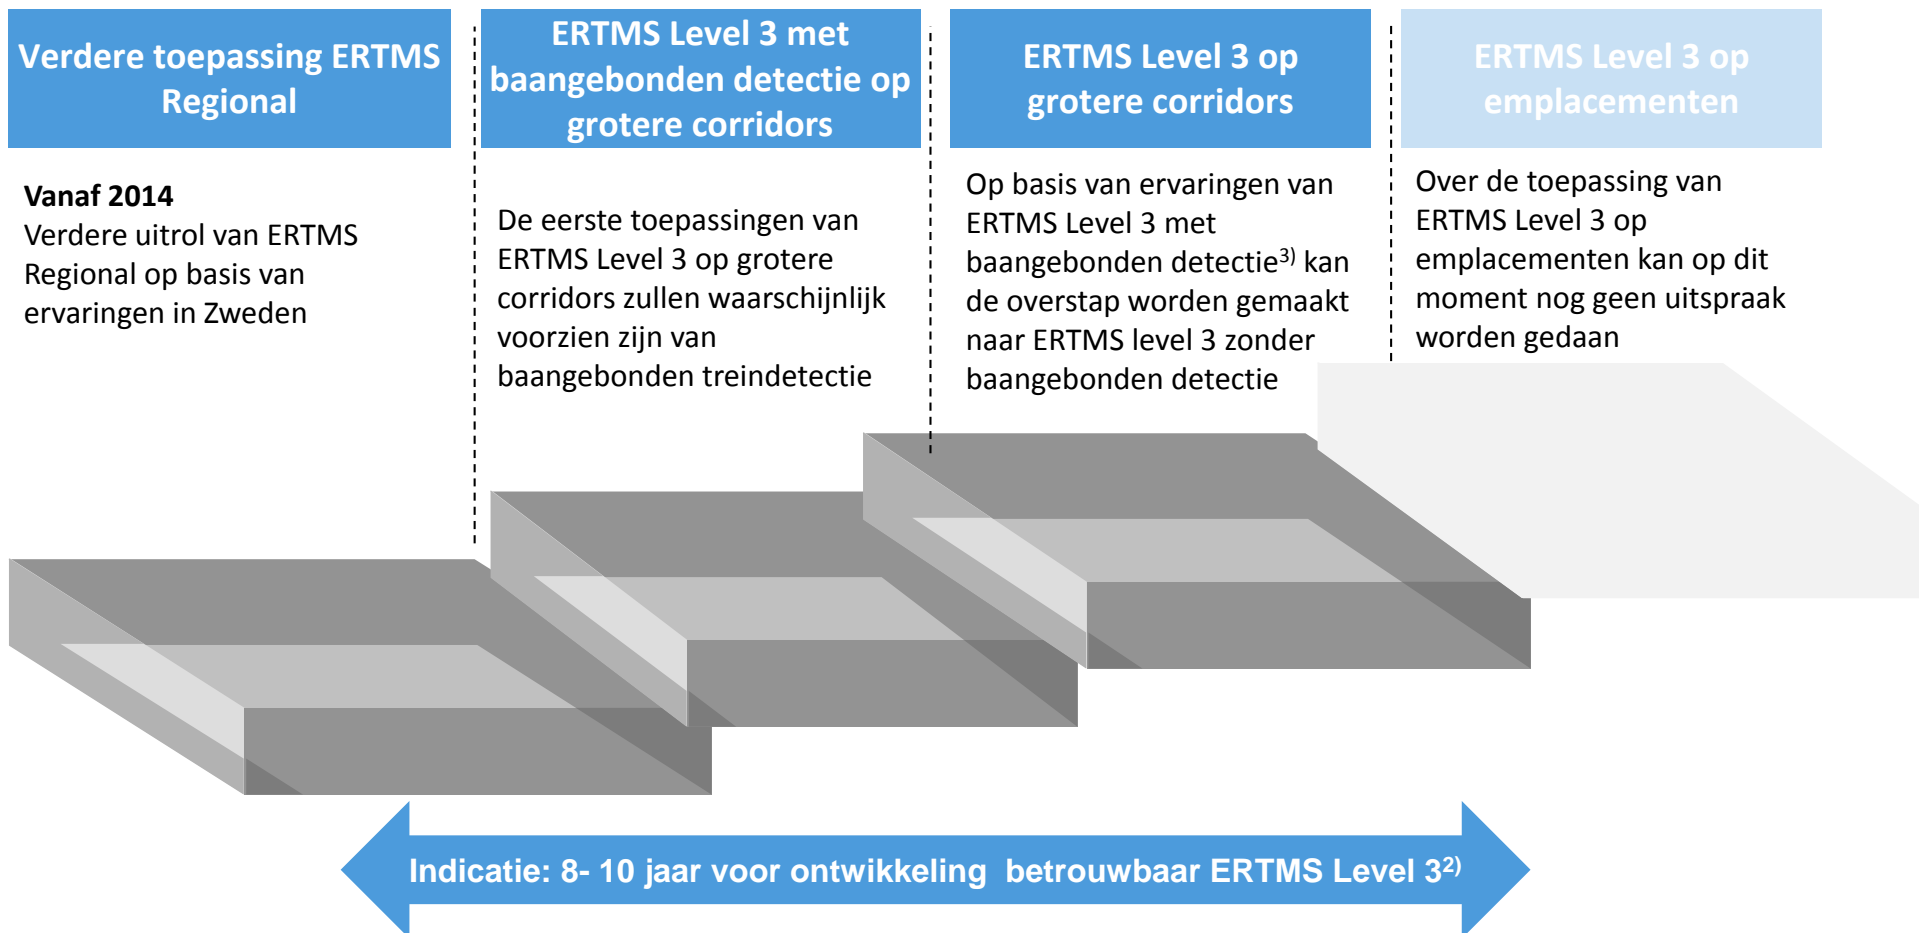 Verdere toepassing ERTMS
Regional
ERTMS Level 3 met
baangebonden detectie op
grotere corridors
ERTMS Level 3 op
grotere corridors
ERTMS Level 3 op
emplacementen
Vanaf 2014
Verdere uitrol van ERTMS
Regional op basis van
ervaringen in Zweden
De eerste toepassingen van
ERTMS Level 3 op grotere
corridors zullen waarschijnlijk
voorzien zijn van
baangebonden treindetectie
Op basis van ervaringen van
ERTMS Level 3 met
baangebonden detectie3) kan
de overstap worden gemaakt
naar ERTMS level 3 zonder
baangebonden detectie
Over de toepassing van
ERTMS Level 3 op
emplacementen kan op dit
moment nog geen uitspraak
worden gedaan
Indicatie: 8- 10 jaar voor ontwikkeling  betrouwbaar ERTMS Level 32)